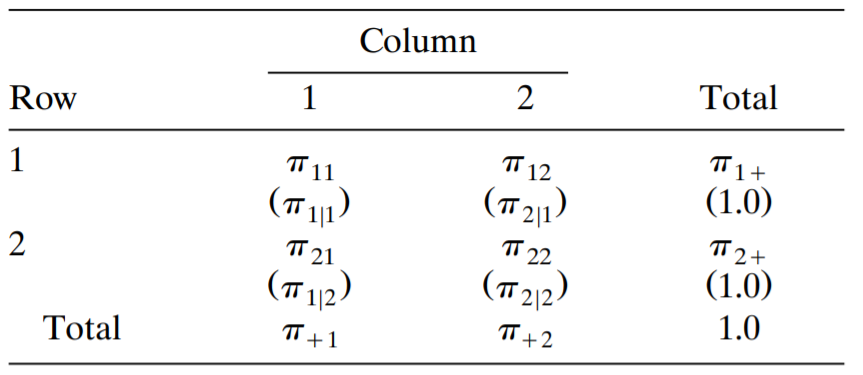 Column
Row 1 2 Total
1 π₁₁ π₁₂ π₁₊
(π₁|₁) (π₂|₁) (1.0)
2 π₂₁ π₂₂ π₂₊
(π₁|₂) (π₂|₂) (1.0)
Total π₊₁ π₊₂ 1.0